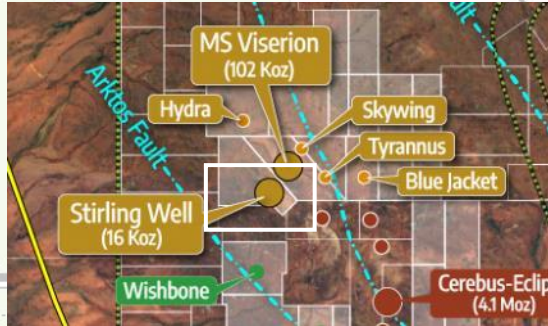 MS Viserion
(102 Koz)
Hydra
Skywing
Arktos Fault
Tyrannus
Blue Jacket
Stirling Well
(16 Koz)
Wishbone
Cerebus-Eclip
(4.1 Moz)